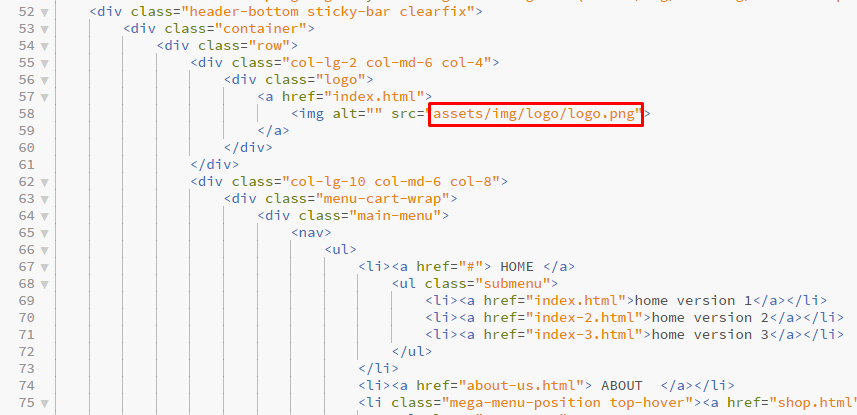 52 <div class="header-bottom sticky-bar clearfix">
53 <div class="container">
54 <div class="row">
55 <div class="col-lg-2 col-md-6 col-4">
56 <div class="logo">
57 <a href="index.html">
58 <img alt="" src="assets/img/logo/logo.png">
59 </a>
60 </div>
61 </div>
62 <div class="col-lg-10 col-md-6 col-8">
63 <div class="menu-cart-wrap">
64 <div class="main-menu">
65 <nav>
66 <ul>
67 <li><a href="#"> HOME </a>
68 <ul class="submenu">
69 <li><a href="index.html">home version 1</a></li>
70 <li><a href="index-2.html">home version 2</a></li>
71 <li><a href="index-3.html">home version 3</a></li>
72 </ul>
73 </li>
74 <li><a href="about-us.html"> ABOUT  </a></li>
75 <li class="mega-menu-position top-hover"><a href="shop.html"